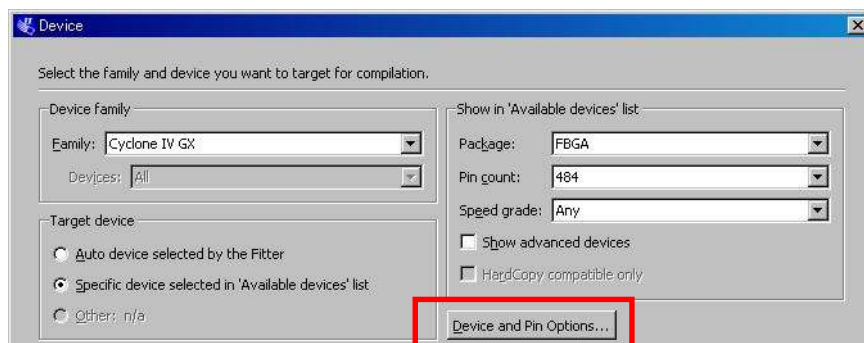 Device
Select the family and device you want to target for compilation.
Device family
Family: Cyclone IV GX
Devices: All
Target device
Auto device selected by the Fitter
Specific device selected in 'Available devices' list
Other: n/a
Show in 'Available devices' list
Package: FBGA
Pin count: 484
Speed grade: Any
Show advanced devices
HardCopy compatible only
Device and Pin Options...